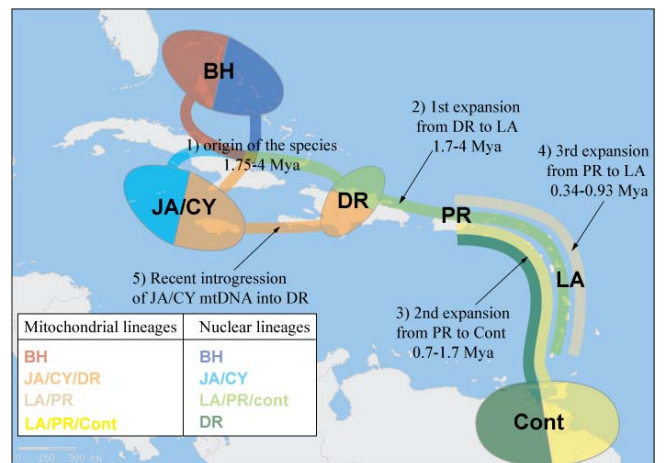 BH
1) origin of the species
1.75-4 Mya
2) 1st expansion
from DR to LA
1.7-4 Mya
4) 3rd expansion
from PR to LA
0.34-0.93 Mya
JA/CY
DR
PR
LA
5) Recent introgression
of JA/CY mtDNA into DR
3) 2nd expansion
from PR to Cont
0.7-1.7 Mya
Mitochondrial lineages Nuclear lineages
BH BH
JA/CY/DR JA/CY
LA/PR LA/PR/cont
LA/PR/Cont DR
Cont
0 150 300 km